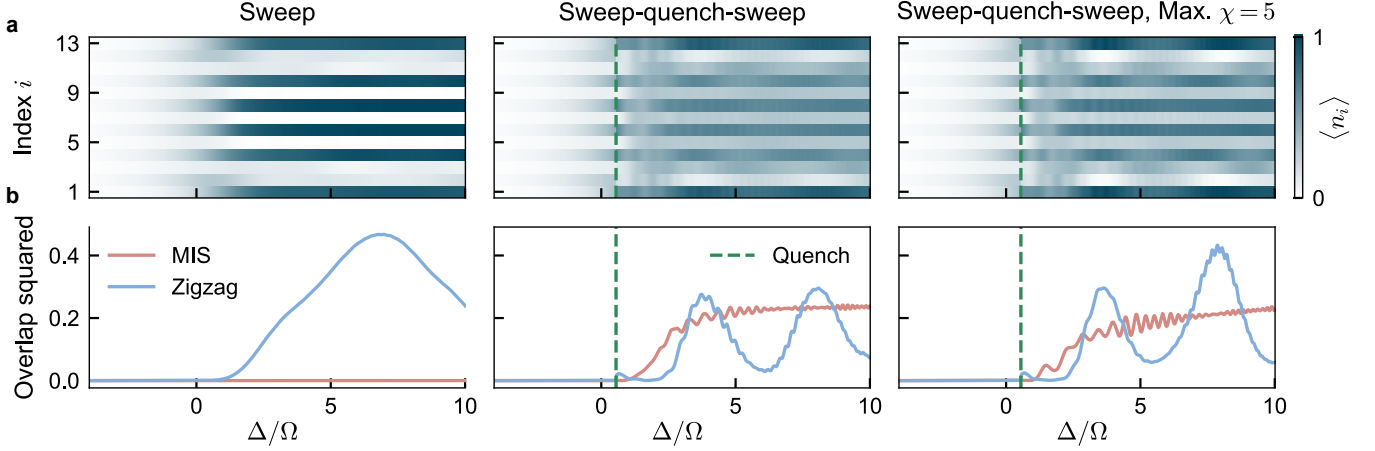 a
Sweep
Sweep-quench-sweep
Sweep-quench-sweep, Max. χ = 5
Index i
13
9
5
1
1
0
⟨n_i⟩
b
Overlap squared
0.4
0.2
0.0
MIS
Zigzag
Quench
0 5 10
0 5 10
0 5 10
Δ/Ω
Δ/Ω
Δ/Ω